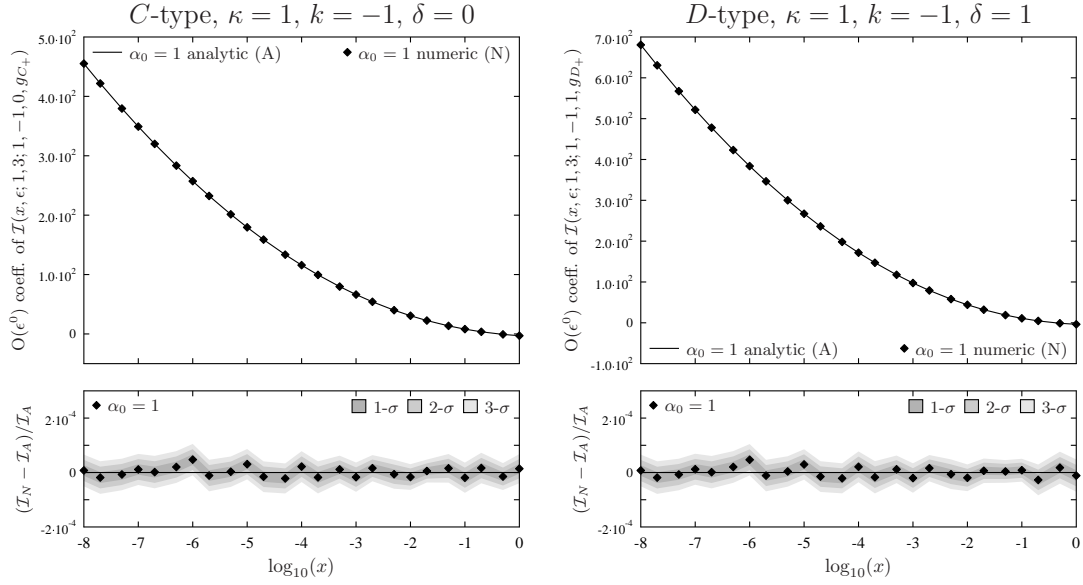 C-type, κ = 1, k = −1, δ = 0
O(ϵ⁰) coeff. of I(x, ϵ; 1, 3; 1, −1, 0, g_{C+})
5.0·10²
4.0·10²
3.0·10²
2.0·10²
1.0·10²
0
α₀ = 1 analytic (A)
α₀ = 1 numeric (N)
(I_N − I_A)/I_A
2·10⁻⁴
0
-2·10⁻⁴
α₀ = 1
1-σ
2-σ
3-σ
-8 -7 -6 -5 -4 -3 -2 -1 0
log₁₀(x)
D-type, κ = 1, k = −1, δ = 1
O(ϵ⁰) coeff. of I(x, ϵ; 1, 3; 1, −1, 1, g_{D+})
7.0·10²
6.0·10²
5.0·10²
4.0·10²
3.0·10²
2.0·10²
1.0·10²
0
-1.0·10²
α₀ = 1 analytic (A)
α₀ = 1 numeric (N)
(I_N − I_A)/I_A
2·10⁻⁴
0
-2·10⁻⁴
α₀ = 1
1-σ
2-σ
3-σ
-8 -7 -6 -5 -4 -3 -2 -1 0
log₁₀(x)